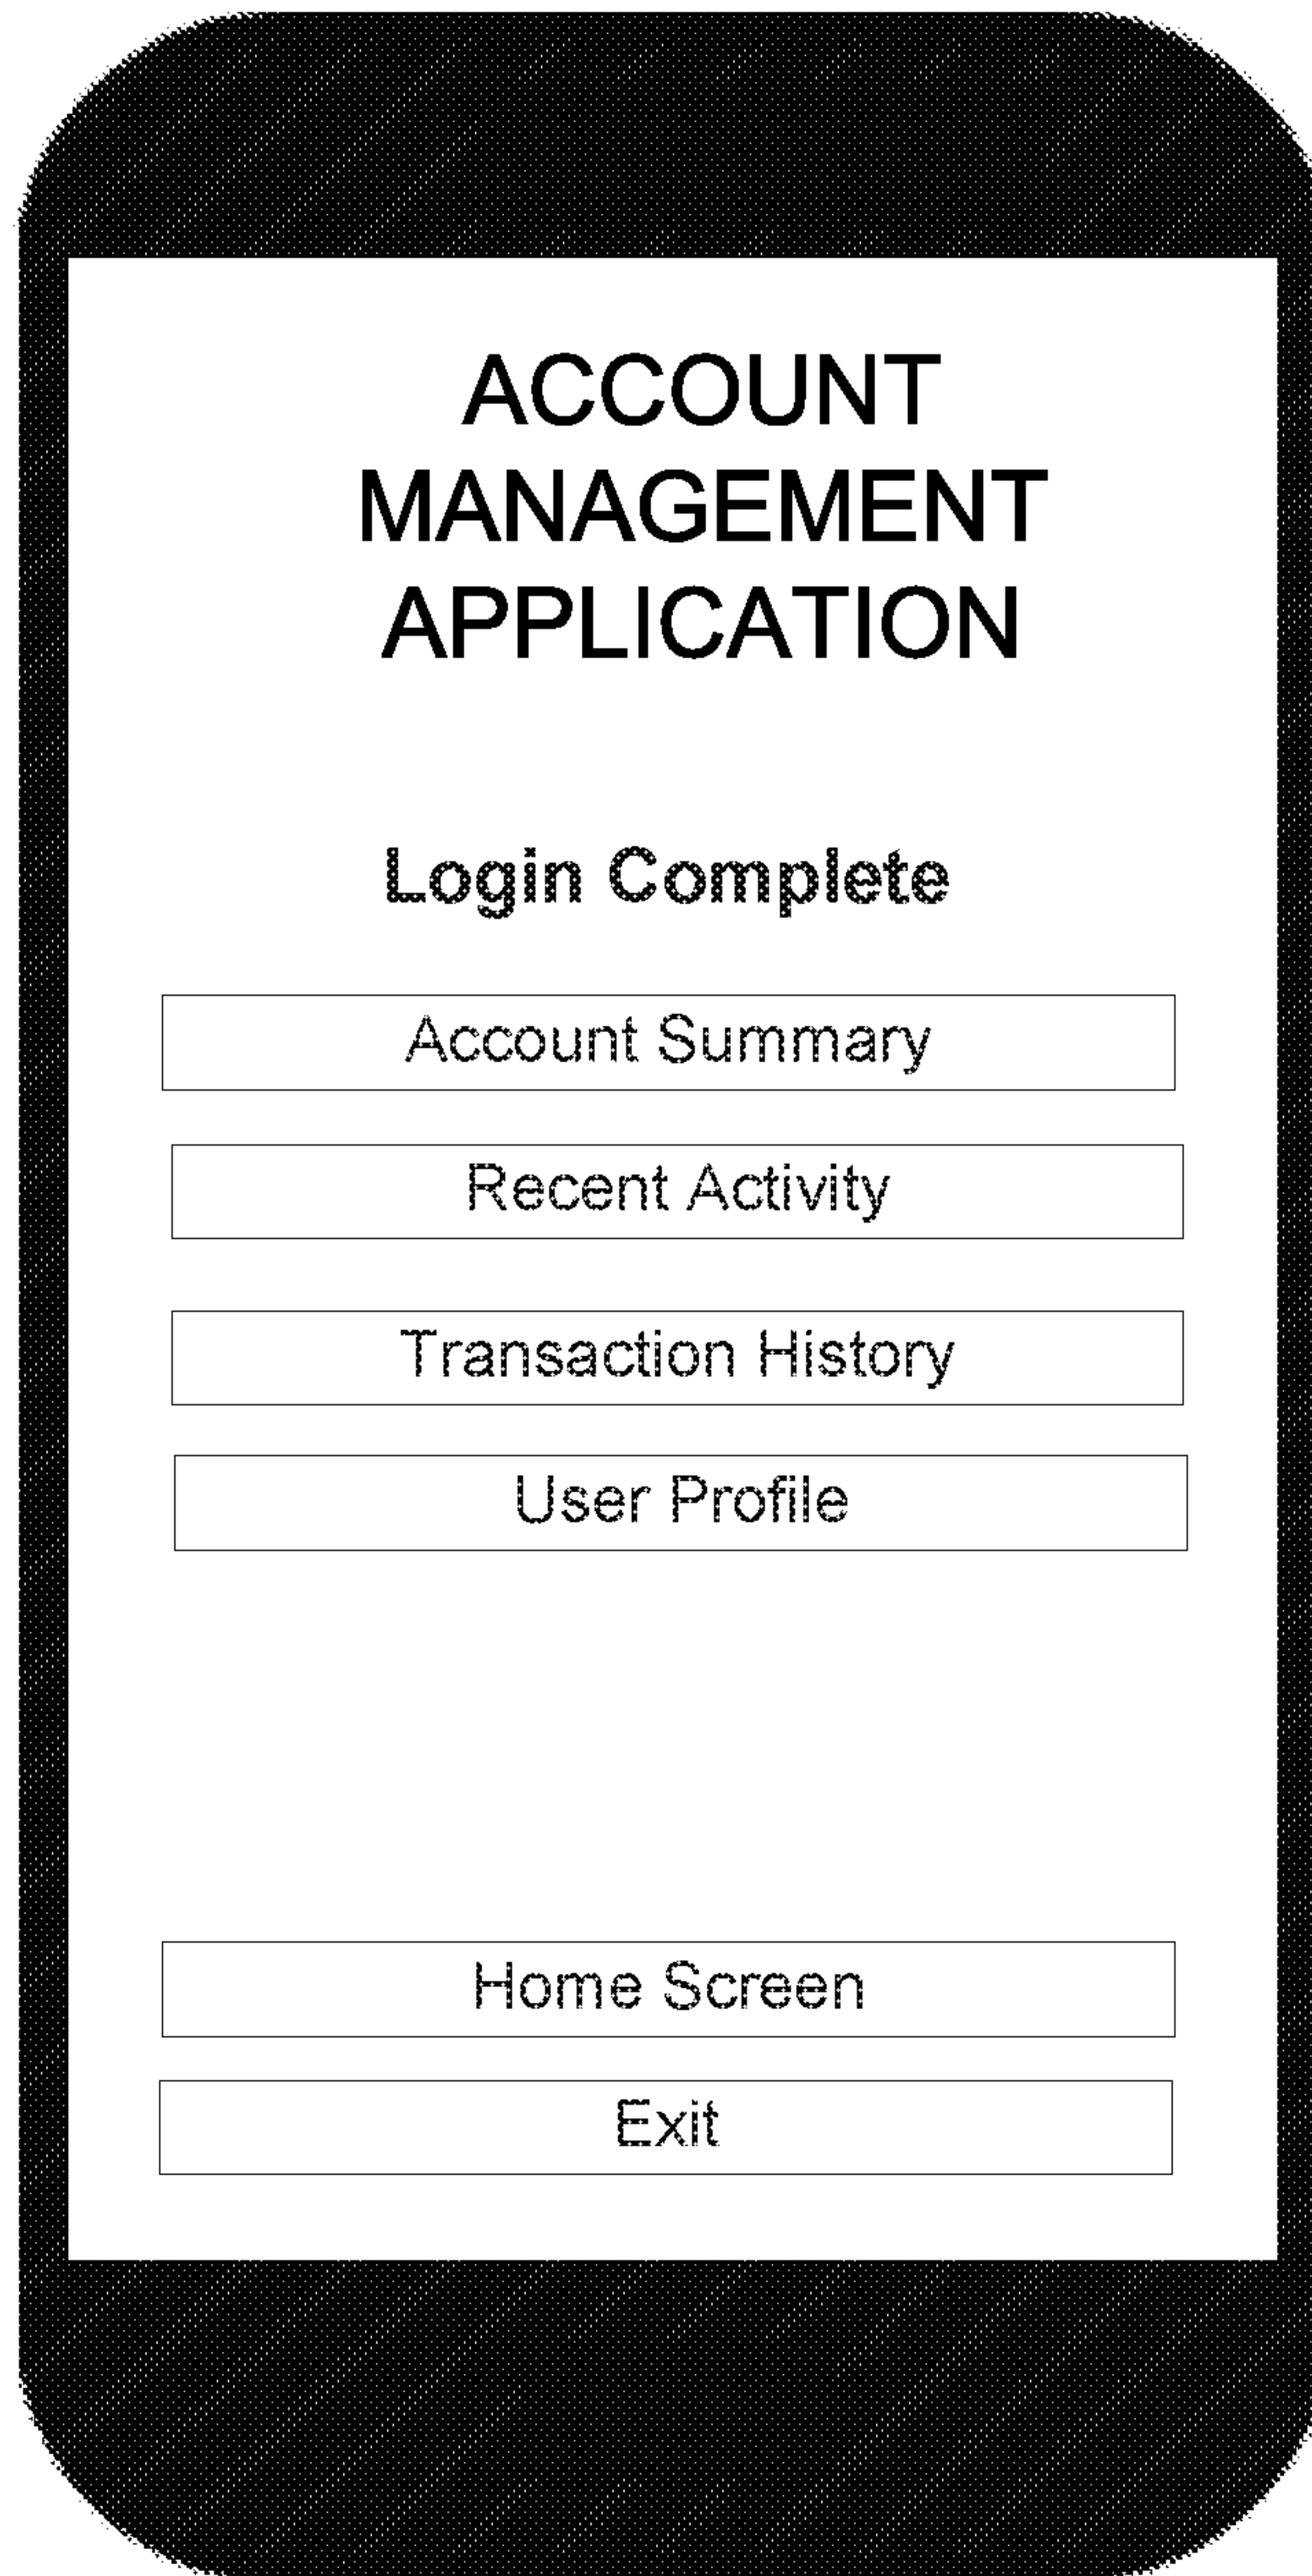 ACCOUNT
MANAGEMENT
APPLICATION
Login Complete
Account Summary
Recent Activity
Transaction History
User Profile
Home Screen
Exit